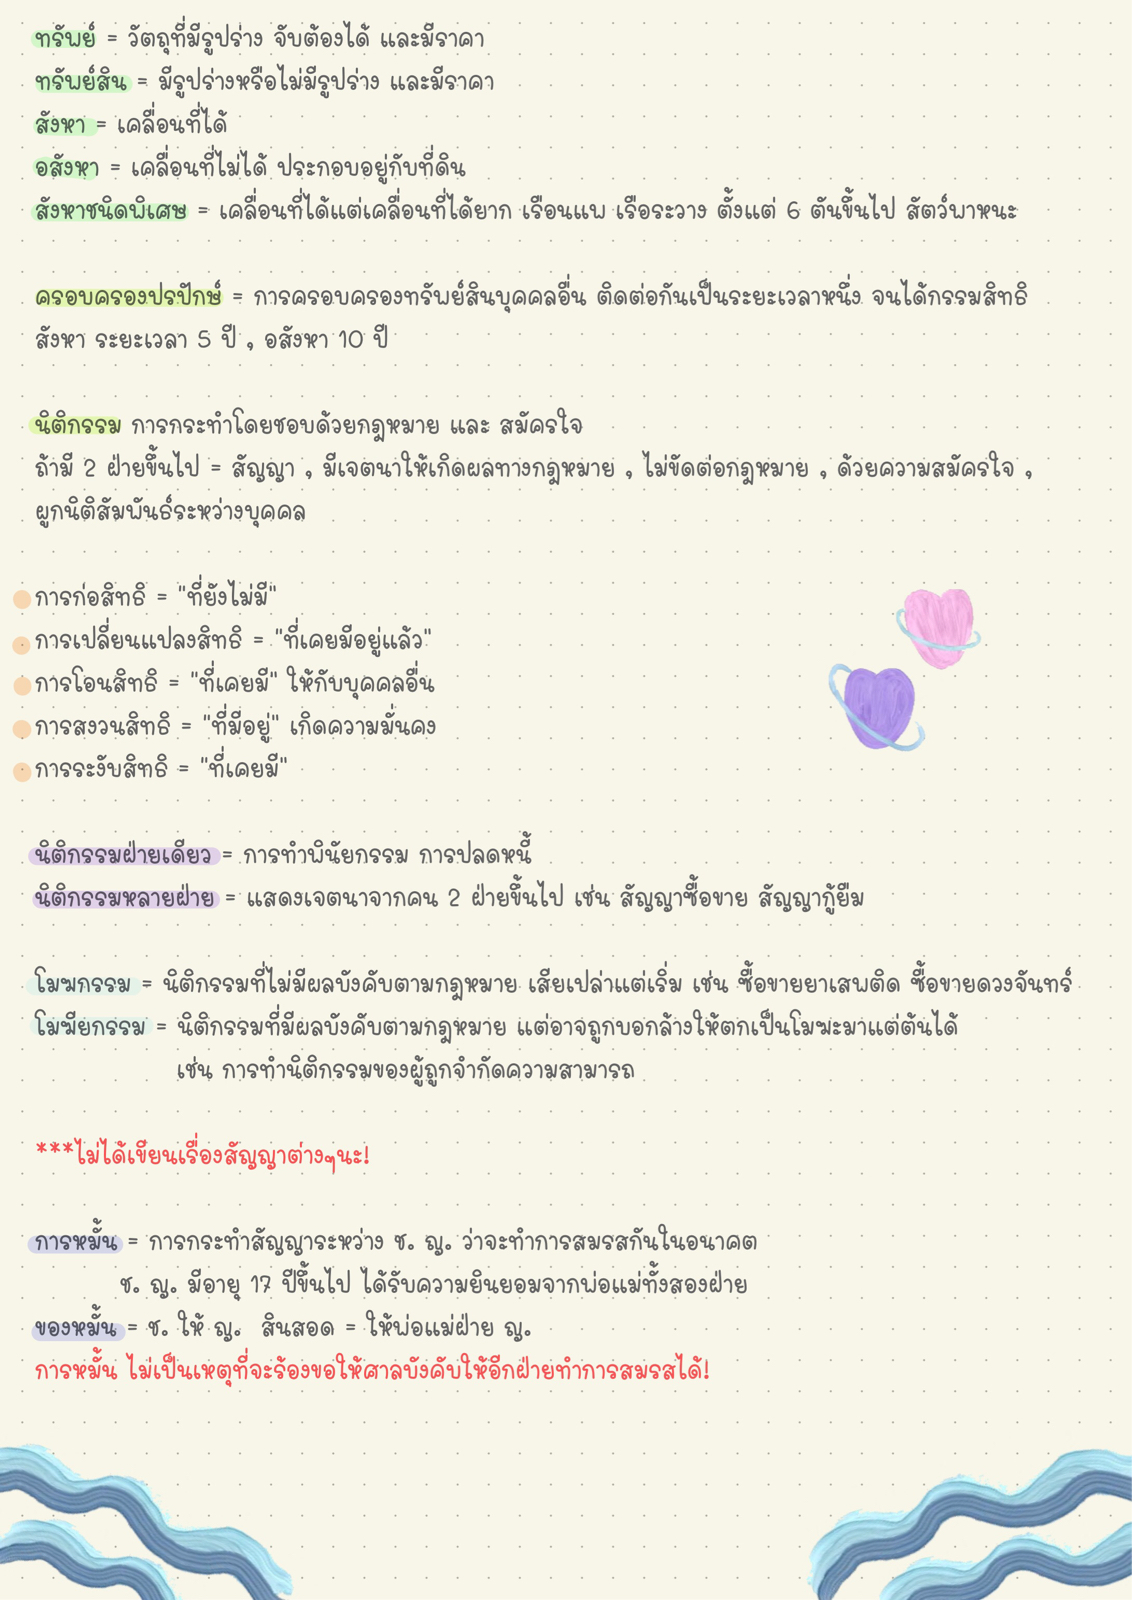 ทรัพย์ = วัตถุที่มีรูปร่าง จับต้องได้ และมีราคา
ทรัพย์สิน = มีรูปร่างหรือไม่มีรูปร่าง และมีราคา
สังหา = เคลื่อนที่ได้
อสังหา = เคลื่อนที่ไม่ได้ ประกอบอยู่กับที่ดิน
สังหาชนิดพิเศษ = เคลื่อนที่ได้แต่เคลื่อนที่ได้ยาก เรือนแพ เรือระวาง ตั้งแต่ 6 ตันขึ้นไป สัตว์พาหนะ
ครอบครองปรปักษ์ = การครอบครองทรัพย์สินบุคคลอื่น ติดต่อกันเป็นระยะเวลาหนึ่ง จนได้กรรมสิทธิ
สังหา ระยะเวลา 5 ปี , อสังหา 10 ปี
นิติกรรม การกระทำโดยชอบด้วยกฎหมาย และ สมัครใจ
ถ้ามี 2 ฝ่ายขึ้นไป = สัญญา , มีเจตนาให้เกิดผลทางกฎหมาย , ไม่ขัดต่อกฎหมาย , ด้วยความสมัครใจ ,
ผูกนิติสัมพันธ์ระหว่างบุคคล
การก่อสิทธิ = "ที่ยังไม่มี"
การเปลี่ยนแปลงสิทธิ = "ที่เคยมีอยู่แล้ว"
การโอนสิทธิ = "ที่เคยมี" ให้กับบุคคลอื่น
การสงวนสิทธิ = "ที่มีอยู่" เกิดความมั่นคง
การระงับสิทธิ = "ที่เคยมี"
นิติกรรมฝ่ายเดียว = การทำพินัยกรรม การปลดหนี้
นิติกรรมหลายฝ่าย = แสดงเจตนาจากคน 2 ฝ่ายขึ้นไป เช่น สัญญาซื้อขาย สัญญากู้ยืม
โมฆกรรม = นิติกรรมที่ไม่มีผลบังคับตามกฎหมาย เสียเปล่าแต่เริ่ม เช่น ซื้อขายยาเสพติด ซื้อขายดวงจันทร์
โมฆียกรรม = นิติกรรมที่มีผลบังคับตามกฎหมาย แต่อาจถูกบอกล้างให้ตกเป็นโมฆะมาแต่ต้นได้
เช่น การทำนิติกรรมของผู้ถูกจำกัดความสามารถ
***ไม่ได้เขียนเรื่องสัญญาต่างๆนะ!
การหมั้น = การกระทำสัญญาระหว่าง ช. ญ. ว่าจะทำการสมรสกันในอนาคต
ช. ญ. มีอายุ 17 ปีขึ้นไป ได้รับความยินยอมจากพ่อแม่ทั้งสองฝ่าย
ของหมั้น = ช. ให้ ญ. สินสอด = ให้พ่อแม่ฝ่าย ญ.
การหมั้น ไม่เป็นเหตุที่จะร้องขอให้ศาลบังคับให้อีกฝ่ายทำการสมรสได้!